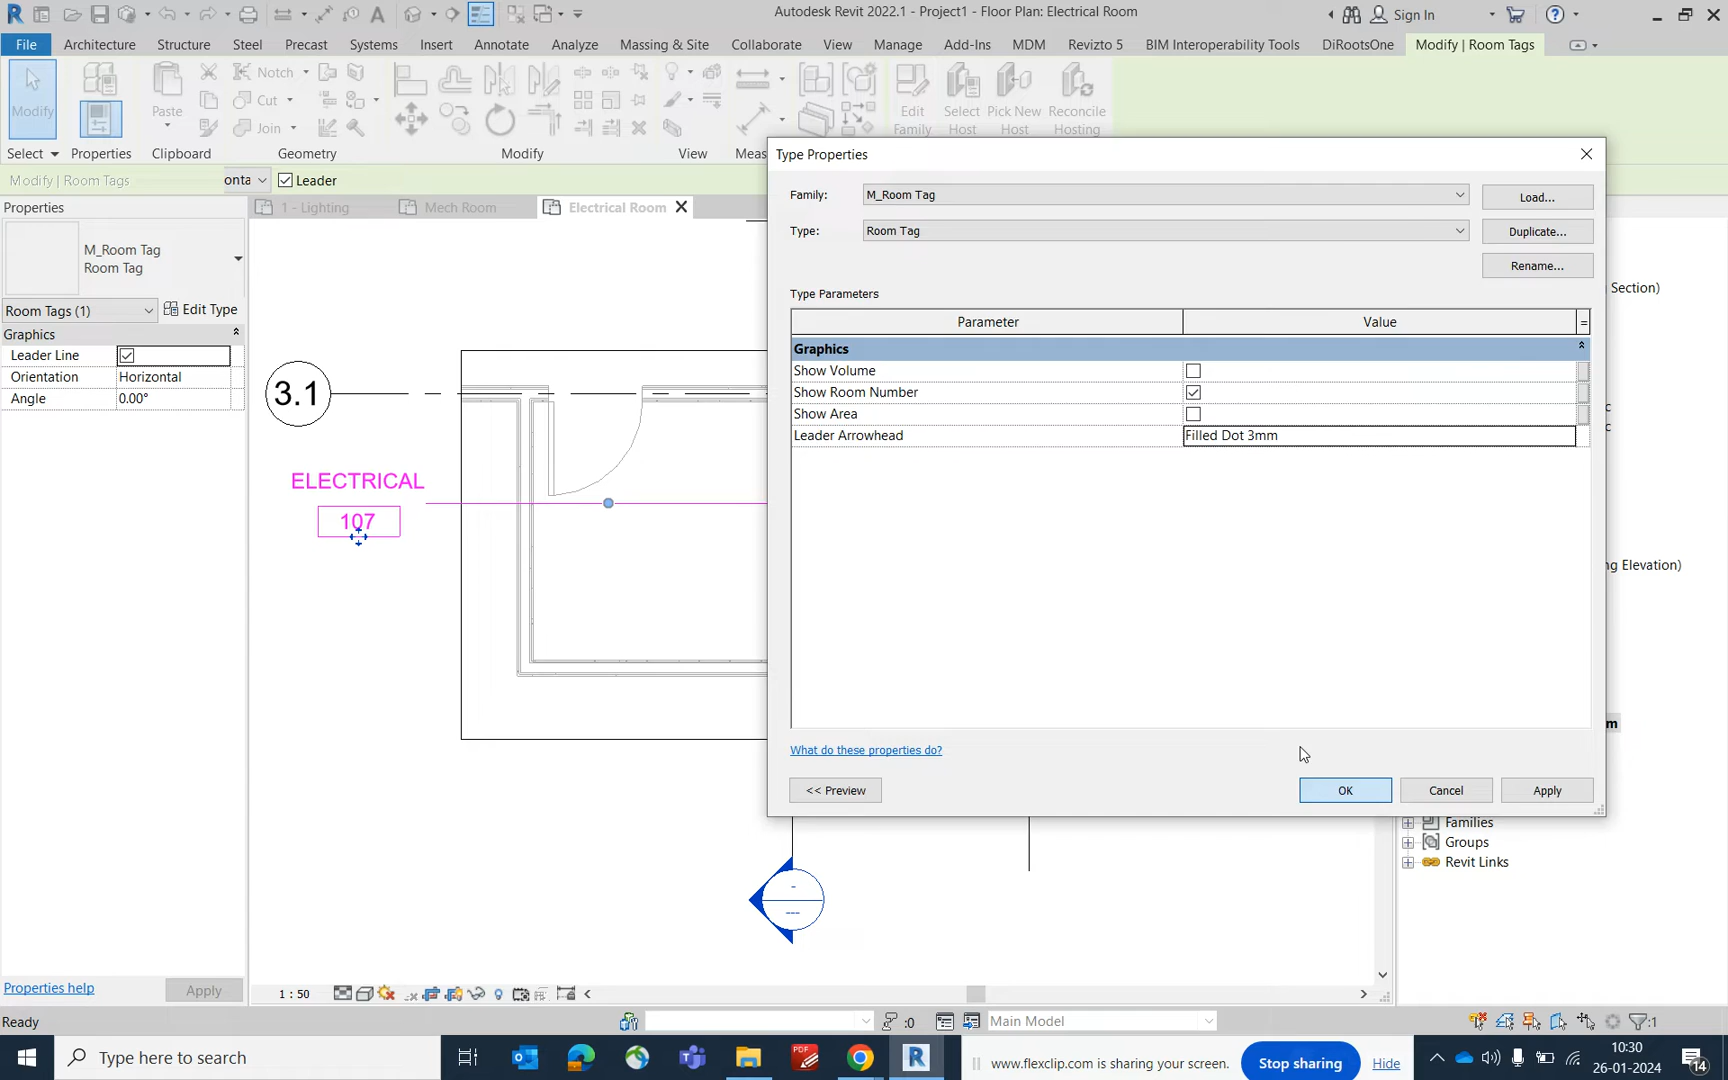 Autodesk Revit 2022.1 - Project1 - Floor Plan: Electrical Room
Sign In
File Architecture Structure Steel Precast Systems Insert Annotate Analyze Massing & Site Collaborate View Manage Add-Ins MDM Revizto 5 BIM Interoperability Tools DiRootsOne Modify | Room Tags
Modify
Paste
Notch
Cut
Join
Edit Family
Select Host
Pick New Host
Reconcile Hosting
Select Properties Clipboard Geometry Modify View Meas
Modify | Room Tags
onta
Leader
Properties
1 - Lighting
Mech Room
Electrical Room
M_Room Tag
Room Tag
Room Tags (1)
Edit Type
Graphics
Leader Line
Orientation Horizontal
Angle 0.00°
3.1
ELECTRICAL
107
Type Properties
Family: M_Room Tag Load...
Type: Room Tag Duplicate...
Rename...
Type Parameters
Parameter Value =
Graphics
Show Volume
Show Room Number
Show Area
Leader Arrowhead Filled Dot 3mm
What do these properties do?
<< Preview OK Cancel Apply
Section)
ng Elevation)
m
Families
Groups
Revit Links
-
---
Properties help Apply
1 : 50
Ready
:0
Main Model
:1
Type here to search
www.flexclip.com is sharing your screen.
Stop sharing
Hide
10:30
26-01-2024
14